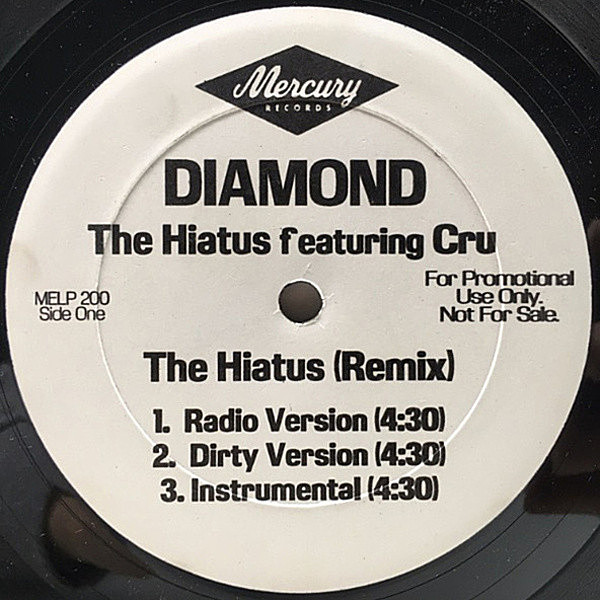 Mercury
RECORDS
DIAMOND
The Hiatus featuring Cru
MELP 200
Side One
For Promotional
Use Only.
Not For Sale.
The Hiatus (Remix)
1. Radio Version (4:30)
2. Dirty Version (4:30)
3. Instrumental (4:30)